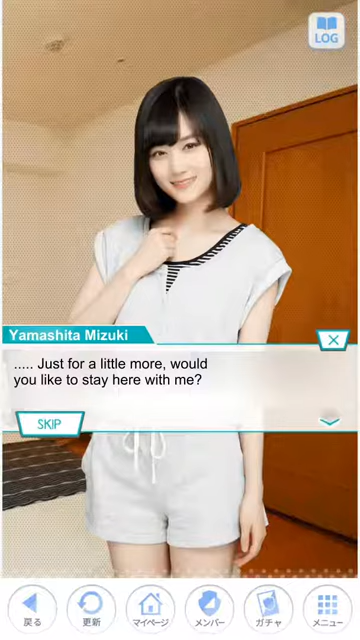 LOG
Yamashita Mizuki
..... Just for a little more, would
you like to stay here with me?
SKIP
戻る
更新
マイページ
メンバー
ガチャ
メニュー